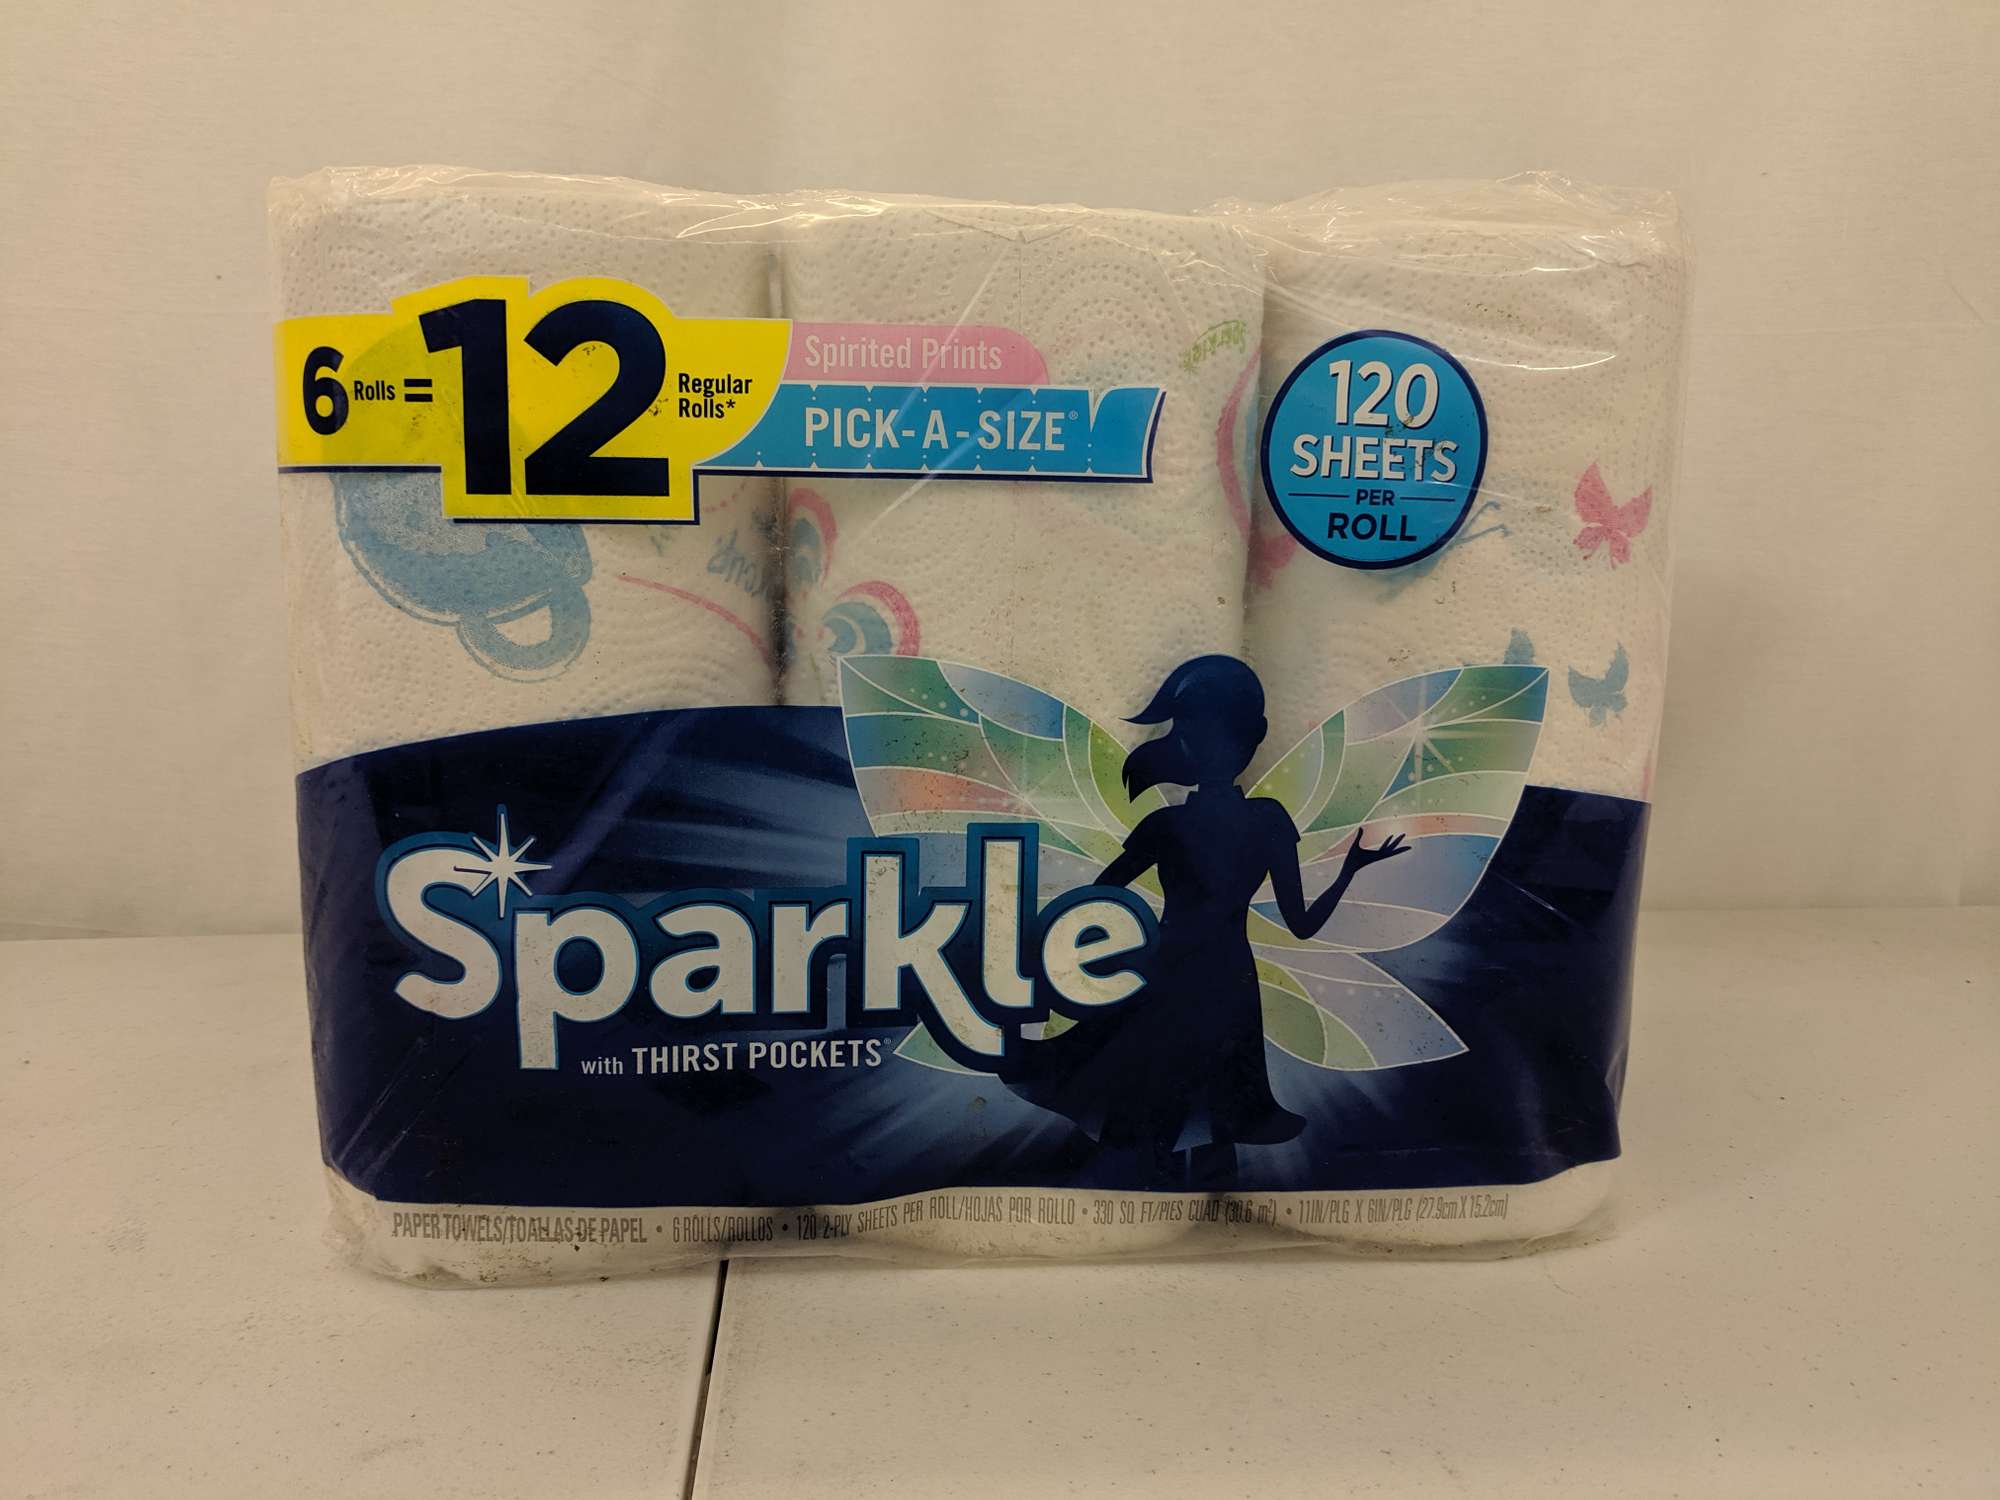 6 Rolls = 12 Regular Rolls*
Spirited Prints
PICK-A-SIZE®
120
SHEETS
PER
ROLL
Sparkle
with THIRST POCKETS®
PAPER TOWELS/TOALLAS DE PAPEL • 6 ROLLS/ROLLOS • 120 2-PLY SHEETS PER ROLL/HOJAS POR ROLLO • 330 SQ FT/PIES CUAD (30.6 m²) • 11IN/PLG X 6IN/PLG (27.9cm X 15.2cm)